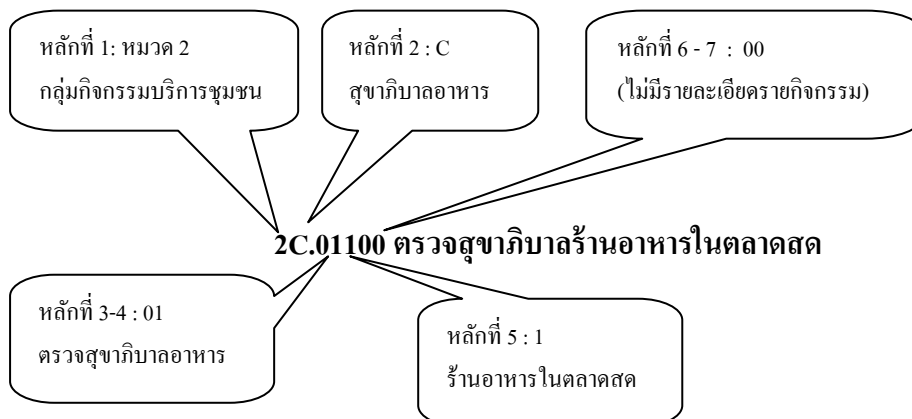 หลักที่ 1: หมวด 2
กลุ่มกิจกรรมบริการชุมชน
หลักที่ 2 : C
สุขาภิบาลอาหาร
หลักที่ 6 - 7 : 00
(ไม่มีรายละเอียดรายกิจกรรม)
2C.01100 ตรวจสุขาภิบาลร้านอาหารในตลาดสด
หลักที่ 3-4 : 01
ตรวจสุขาภิบาลอาหาร
หลักที่ 5 : 1
ร้านอาหารในตลาดสด